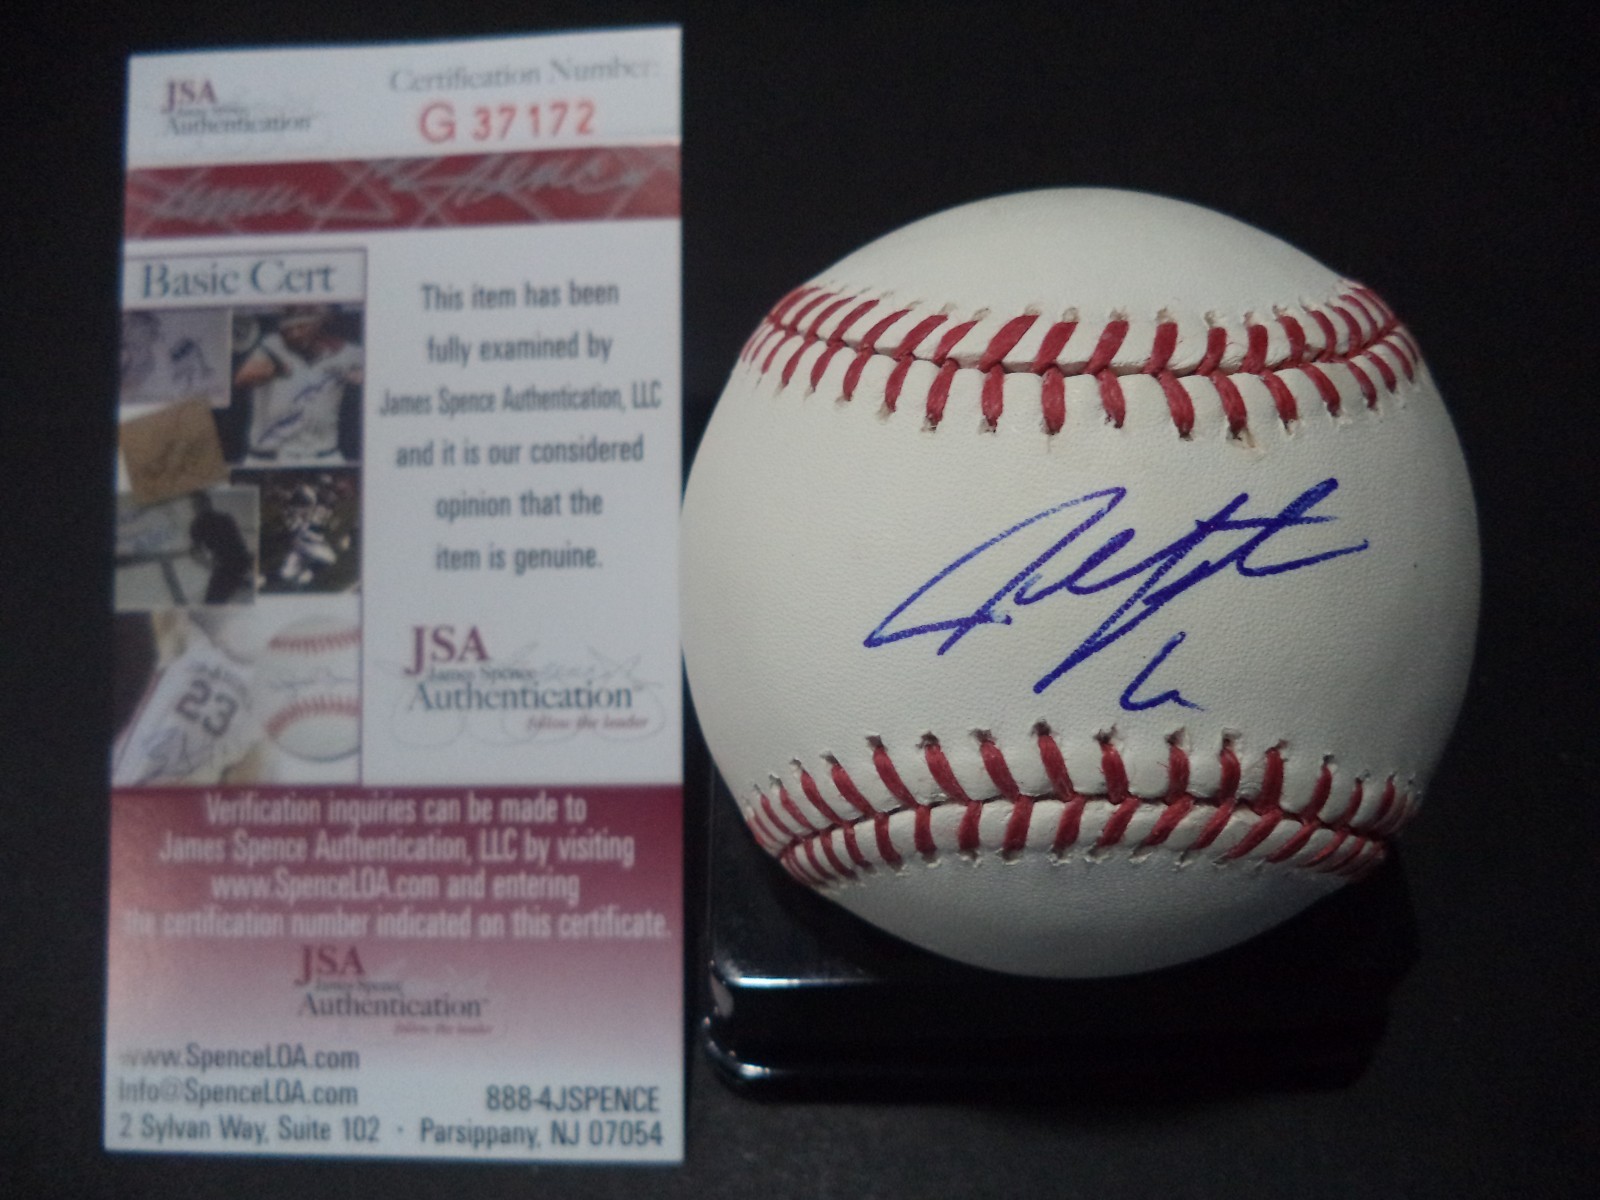 JSA
Authentication
Certification Number:
G 37172
Basic Cert
This item has been
fully examined by
James Spence Authentication, LLC
and it is our considered
opinion that the
item is genuine.
23
JSA
James Spence
Authentication
follow the leader
Verification inquiries can be made to
James Spence Authentication, LLC by visiting
www.SpenceLOA.com and entering
the certification number indicated on this certificate.
JSA
James Spence
Authentication
follow the leader
www.SpenceLOA.com
Info@SpenceLOA.com
888-4JSPENCE
2 Sylvan Way, Suite 102 · Parsippany, NJ 07054